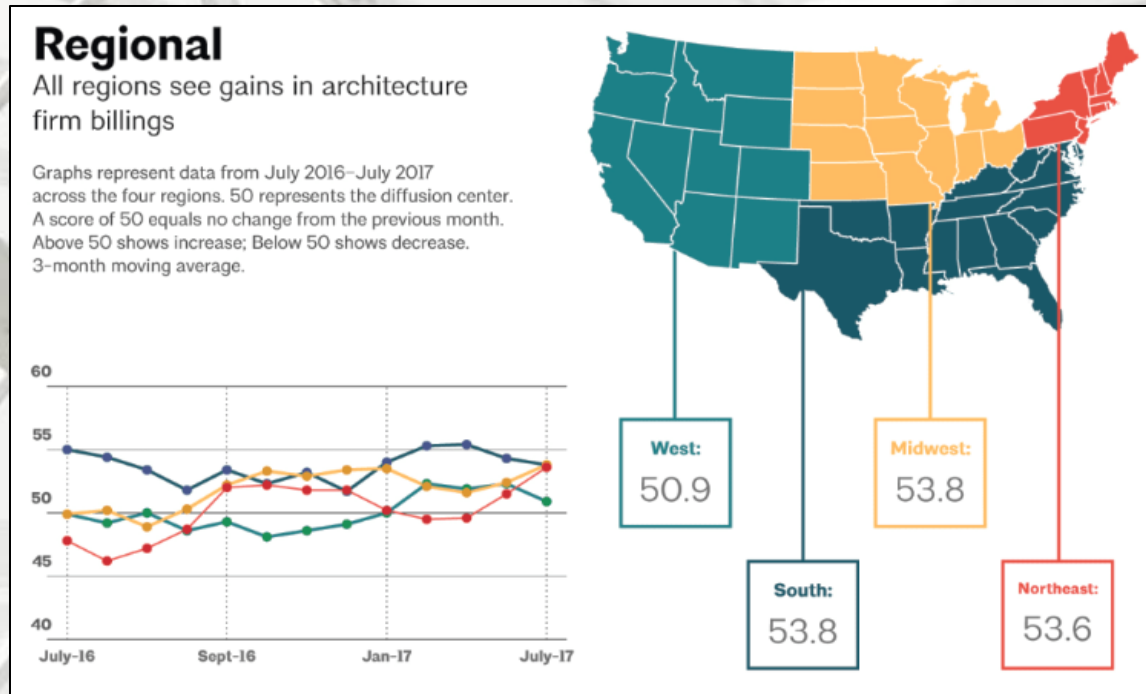 Regional
All regions see gains in architecture
firm billings
Graphs represent data from July 2016–July 2017
across the four regions. 50 represents the diffusion center.
A score of 50 equals no change from the previous month.
Above 50 shows increase; Below 50 shows decrease.
3-month moving average.
60
55
50
45
40
July-16
Sept-16
Jan-17
July-17
West:
50.9
Midwest:
53.8
South:
53.8
Northeast:
53.6